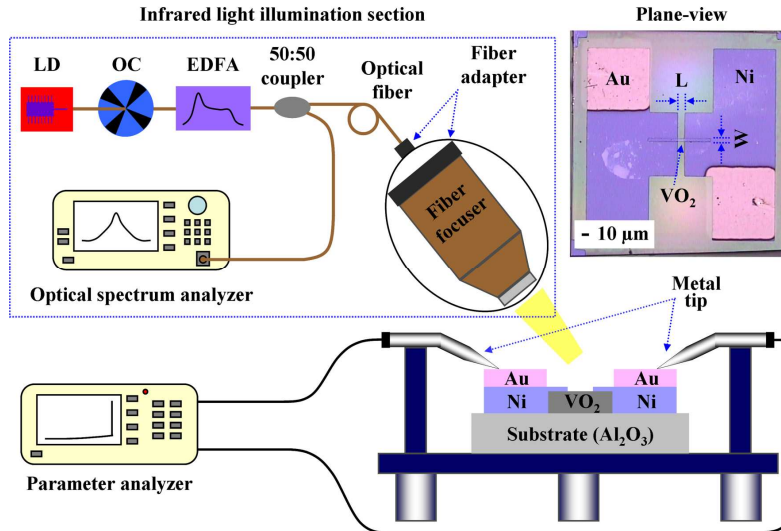 Infrared light illumination section
LD
OC
EDFA
50:50
coupler
Optical
fiber
Fiber
adapter
Fiber
focuser
Optical spectrum analyzer
Plane-view
Au
L
Ni
W
VO₂
- 10 μm
Metal
tip
Au
Au
Ni
VO₂
Ni
Substrate (Al₂O₃)
Parameter analyzer